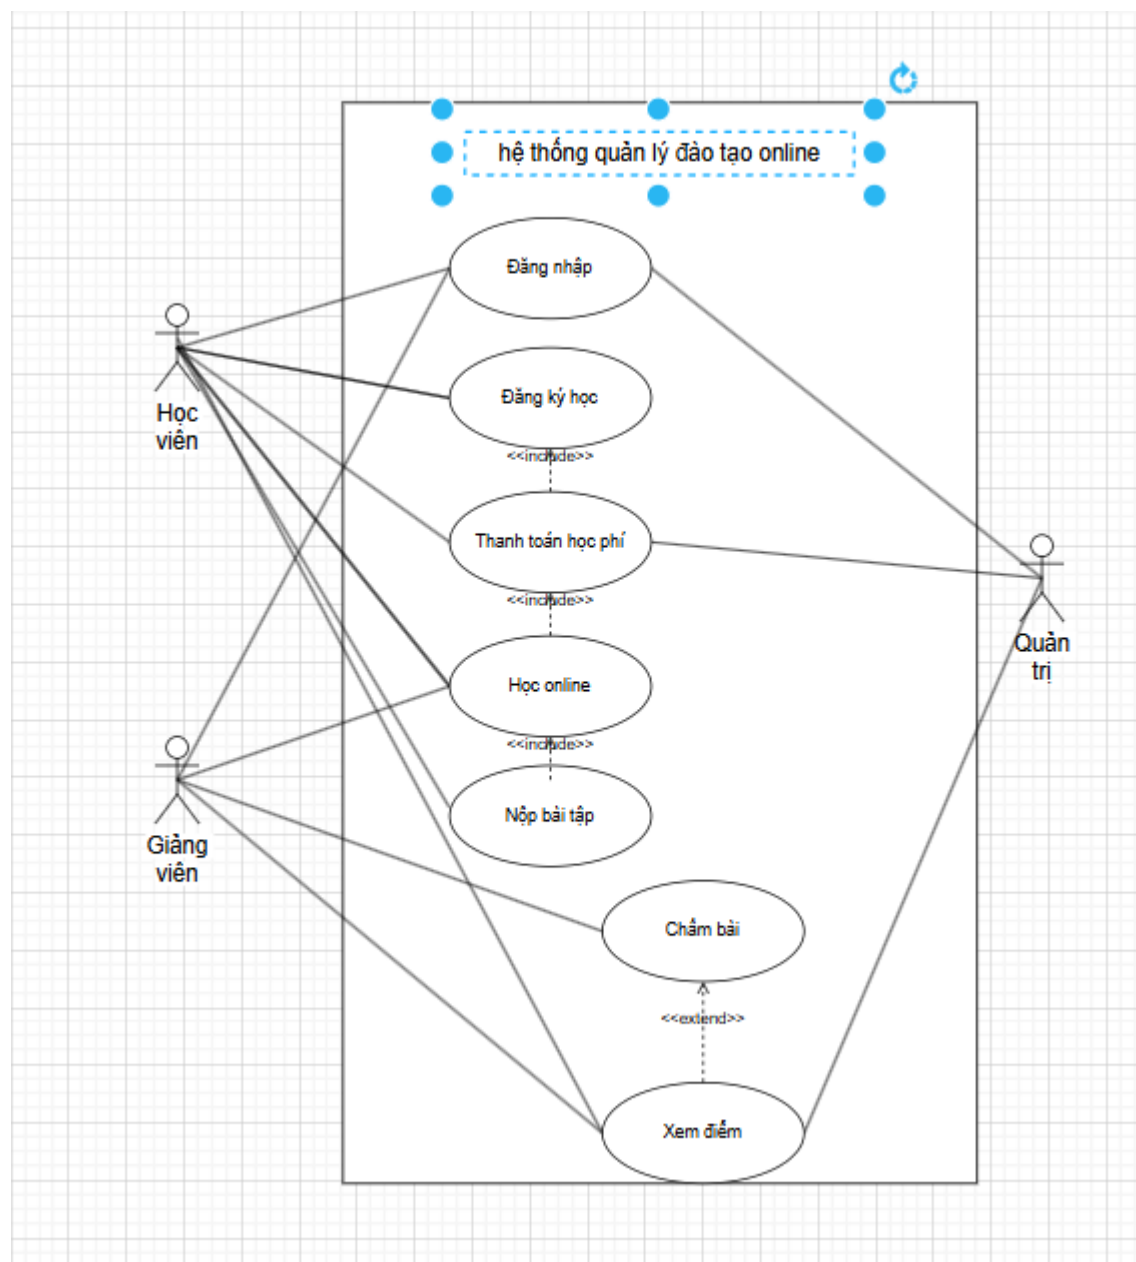 hệ thống quản lý đào tạo online
Đăng nhập
Học
viên
Đăng ký học
<<include>>
Thanh toán học phí
<<include>>
Quản
trị
Học online
<<include>>
Nộp bài tập
Giảng
viên
Chấm bài
<<extend>>
Xem điểm